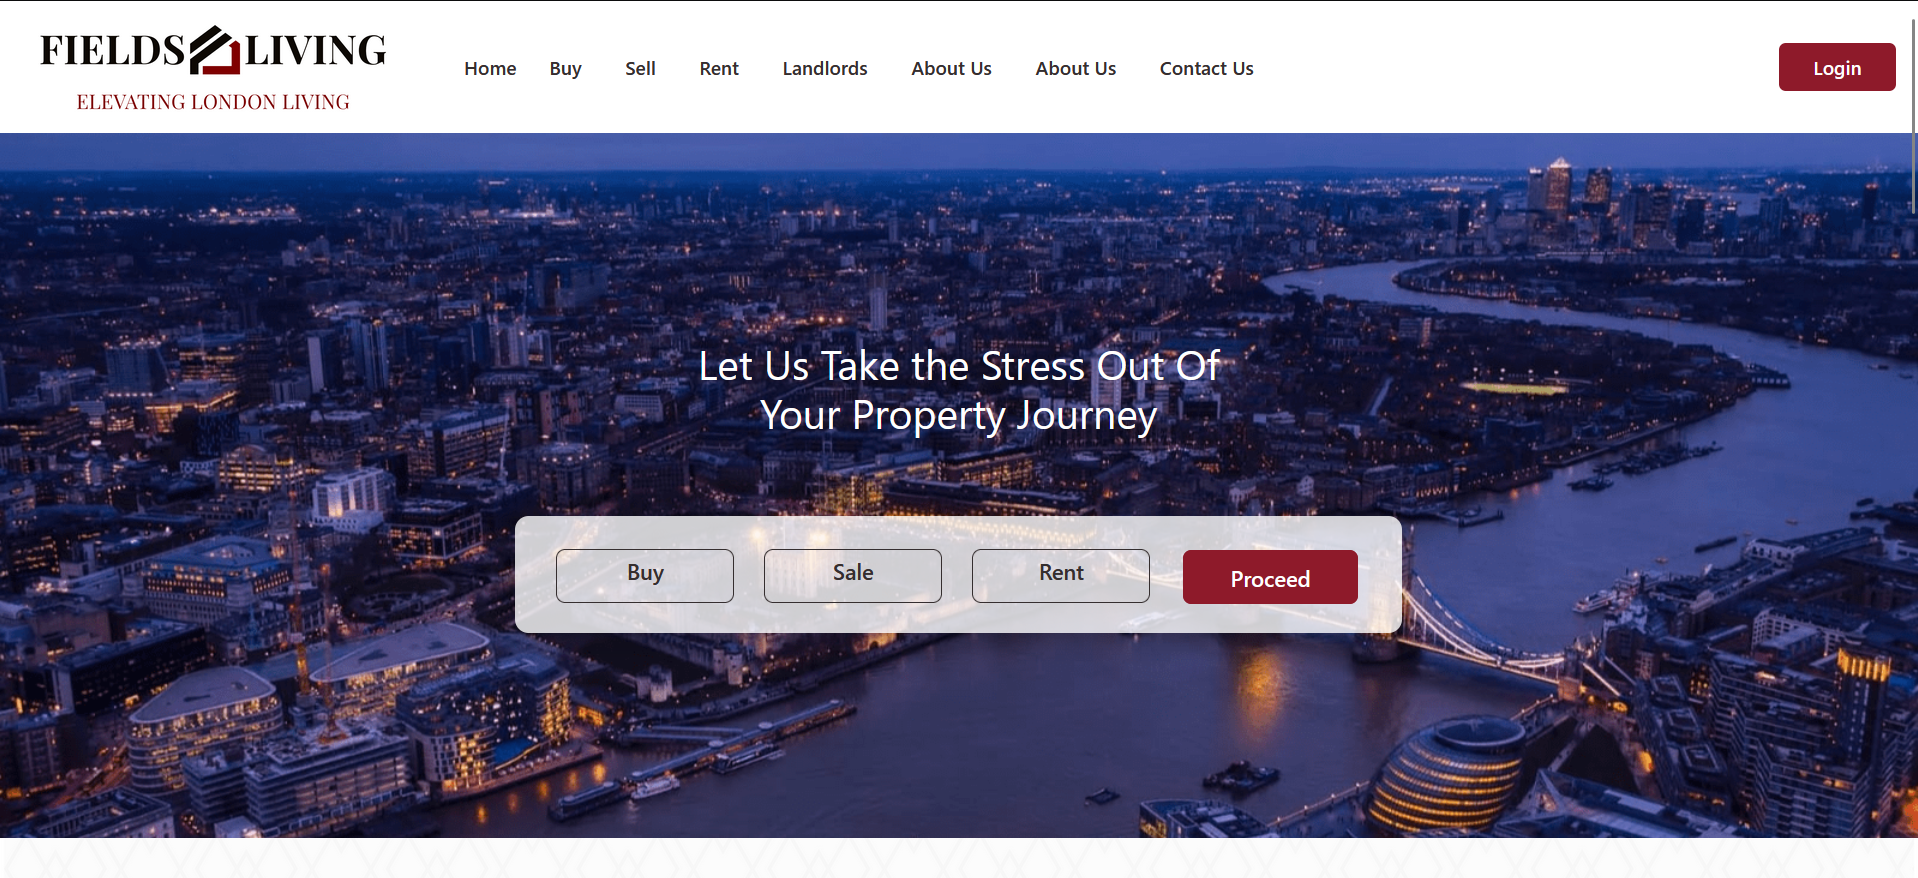 FIELDS LIVING
ELEVATING LONDON LIVING
Home Buy Sell Rent Landlords About Us About Us Contact Us
Login
Let Us Take the Stress Out Of
Your Property Journey
Buy Sale Rent Proceed